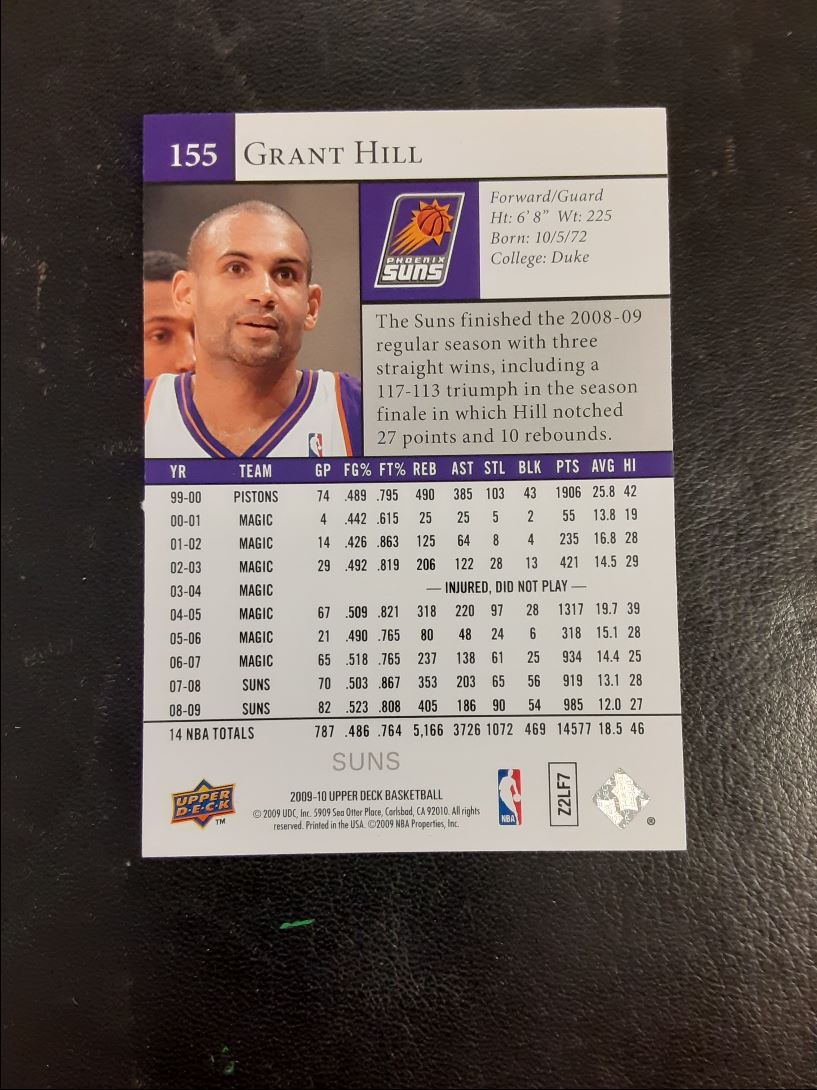 155 GRANT HILL
PHOENIX
SUNS
Forward/Guard
Ht: 6' 8" Wt: 225
Born: 10/5/72
College: Duke
The Suns finished the 2008-09
regular season with three
straight wins, including a
117-113 triumph in the season
finale in which Hill notched
27 points and 10 rebounds.
YR TEAM GP FG% FT% REB AST STL BLK PTS AVG HI
99-00 PISTONS 74 .489 .795 490 385 103 43 1906 25.8 42
00-01 MAGIC 4 .442 .615 25 25 5 2 55 13.8 19
01-02 MAGIC 14 .426 .863 125 64 8 4 235 16.8 28
02-03 MAGIC 29 .492 .819 206 122 28 13 421 14.5 29
03-04 MAGIC — INJURED, DID NOT PLAY —
04-05 MAGIC 67 .509 .821 318 220 97 28 1317 19.7 39
05-06 MAGIC 21 .490 .765 80 48 24 6 318 15.1 28
06-07 MAGIC 65 .518 .765 237 138 61 25 934 14.4 25
07-08 SUNS 70 .503 .867 353 203 65 56 919 13.1 28
08-09 SUNS 82 .523 .808 405 186 90 54 985 12.0 27
14 NBA TOTALS 787 .486 .764 5,166 3726 1072 469 14577 18.5 46
SUNS
UPPER
DECK
TM
2009-10 UPPER DECK BASKETBALL
© 2009 UDC, Inc. 5909 Sea Otter Place, Carlsbad, CA 92010. All rights
reserved. Printed in the USA. ©2009 NBA Properties, Inc.
NBA
Z2LF7
®